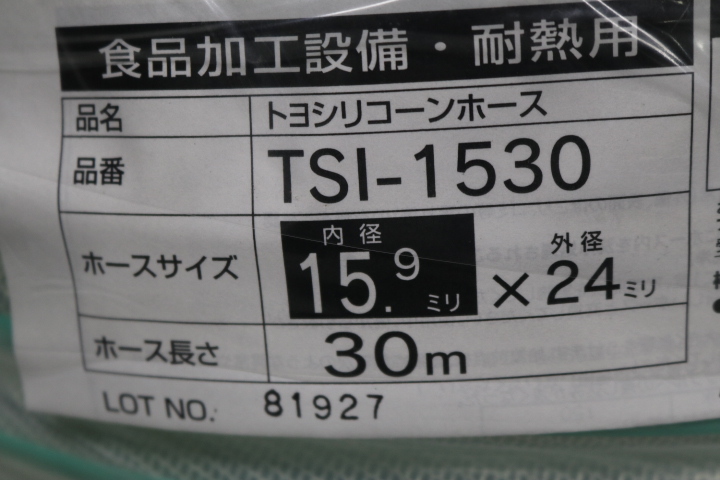 食品加工設備・耐熱用
品名 トヨシリコーンホース
品番 TSI-1530
ホースサイズ 内径 15.9ミリ × 外径 24ミリ
ホース長さ 30m
LOT NO. 81927